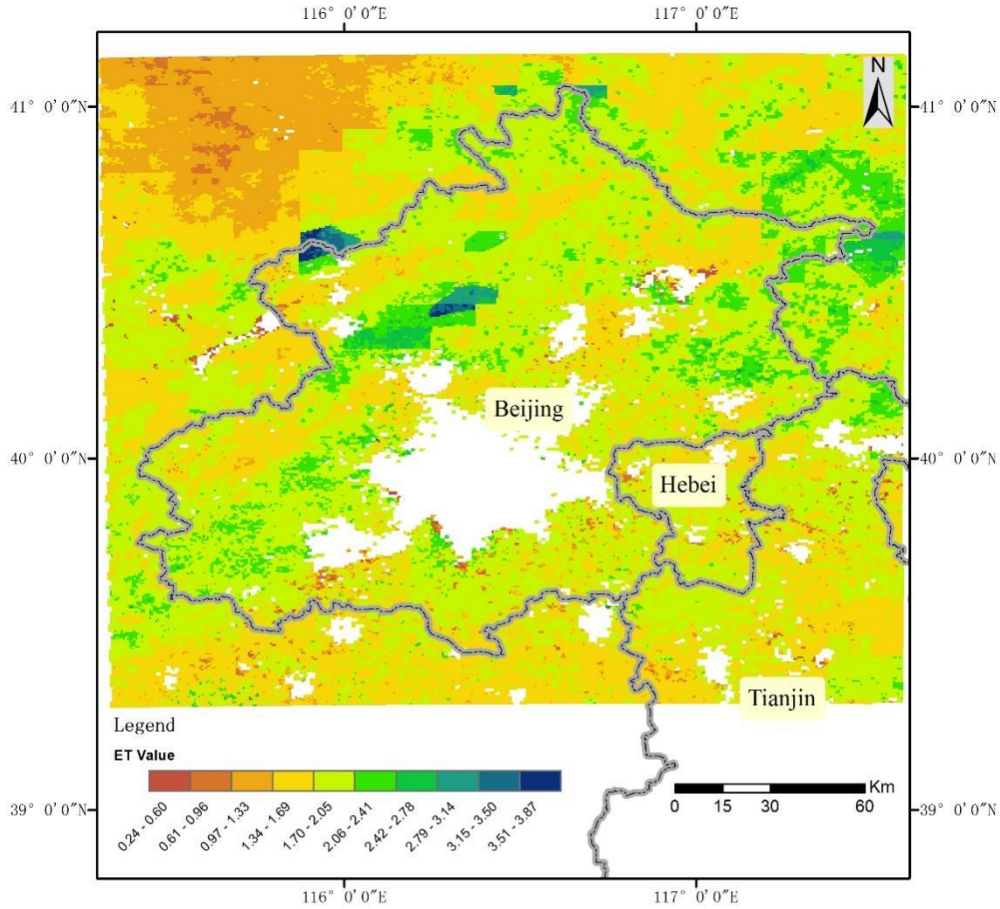 116° 0′0″E 117° 0′0″E
N
41° 0′0″N 41° 0′0″N
Beijing
40° 0′0″N 40° 0′0″N
Hebei
Tianjin
Legend
ET Value
0.24 - 0.60 0.61 - 0.96 0.97 - 1.33 1.34 - 1.69 1.70 - 2.05 2.06 - 2.41 2.42 - 2.78 2.79 - 3.14 3.15 - 3.50 3.51 - 3.87
Km
0 15 30 60
39° 0′0″N 39° 0′0″N
116° 0′0″E 117° 0′0″E